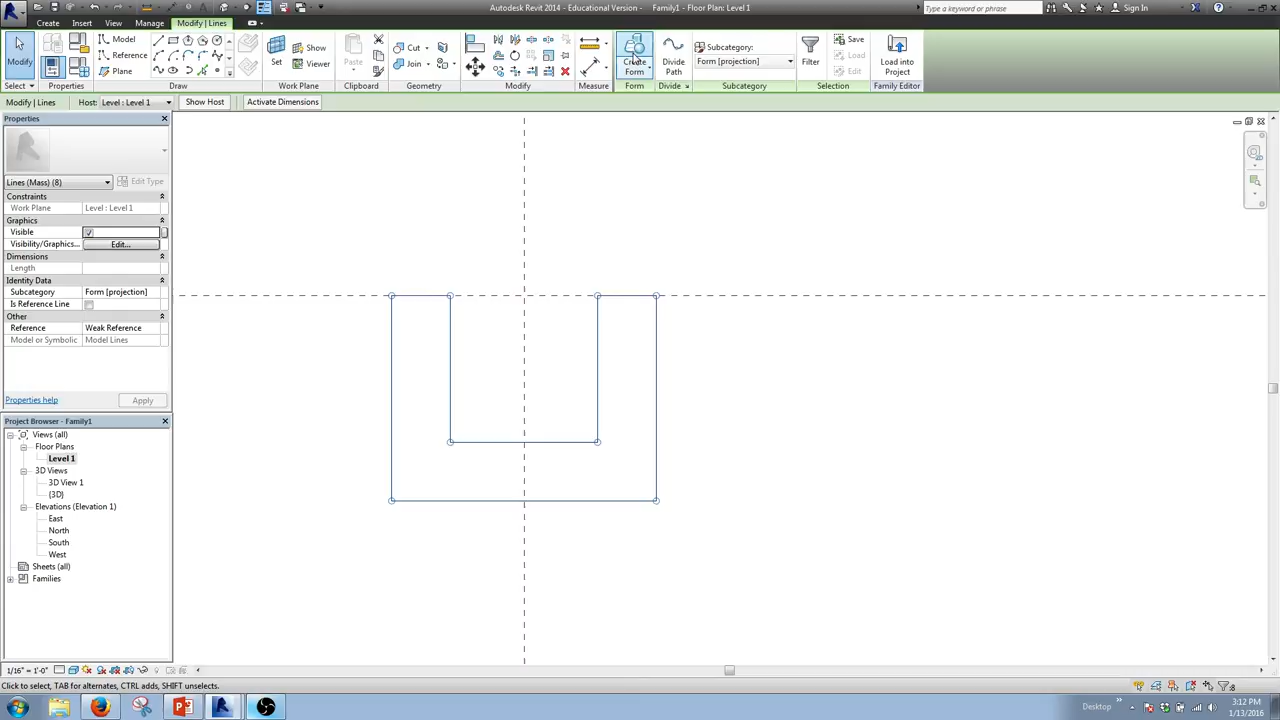 Autodesk Revit 2014 - Educational Version - Family1 - Floor Plan: Level 1
Type a keyword or phrase
Sign In
Create Insert View Manage Modify | Lines
Modify
Model
Reference
Plane
Set
Show
Viewer
Paste
Cut
Join
Create
Form
Divide
Path
Subcategory:
Form [projection]
Filter
Save
Load
Edit
Load into
Project
Select Properties Draw Work Plane Clipboard Geometry Modify Measure Form Divide Subcategory Selection Family Editor
Modify | Lines Host: Level : Level 1 Show Host Activate Dimensions
Properties
Lines (Mass) (8) Edit Type
Constraints
Work Plane Level : Level 1
Graphics
Visible
Visibility/Graphics... Edit...
Dimensions
Length
Identity Data
Subcategory Form [projection]
Is Reference Line
Other
Reference Weak Reference
Model or Symbolic Model Lines
Properties help Apply
Project Browser - Family1
Views (all)
Floor Plans
Level 1
3D Views
3D View 1
{3D}
Elevations (Elevation 1)
East
North
South
West
Sheets (all)
Families
1/16" = 1'-0"
Click to select, TAB for alternates, CTRL adds, SHIFT unselects.
:0
Desktop
3:12 PM
1/13/2016